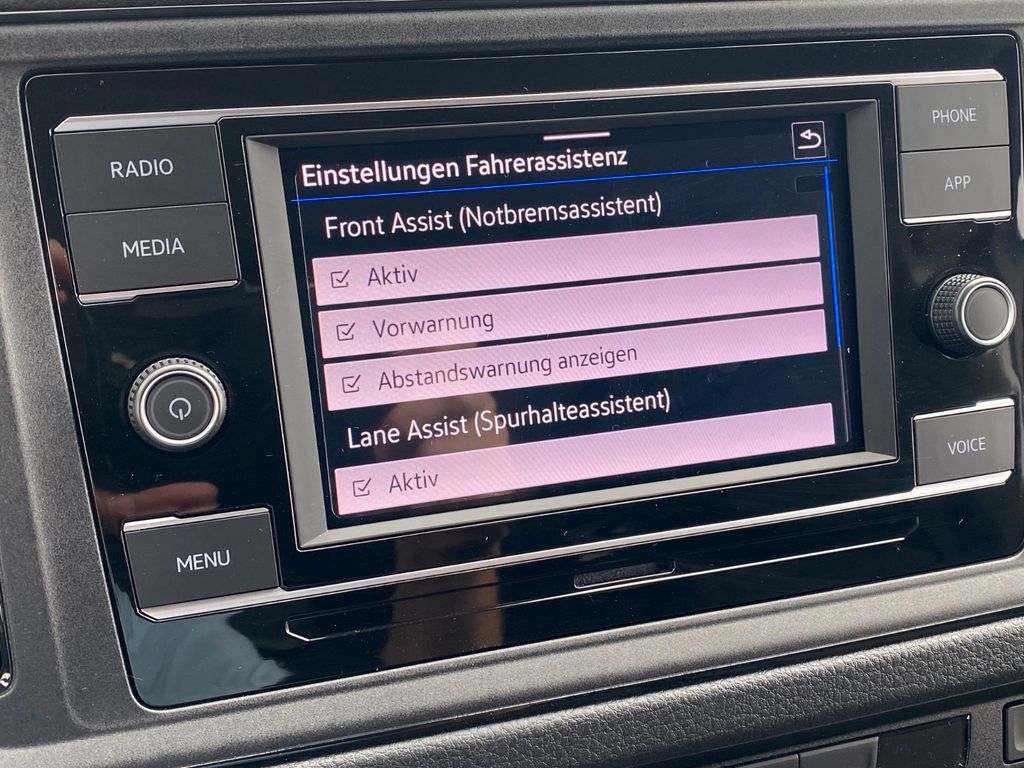 RADIO
MEDIA
MENU
Einstellungen Fahrerassistenz
Front Assist (Notbremsassistent)
Aktiv
Vorwarnung
Abstandswarnung anzeigen
Lane Assist (Spurhalteassistent)
Aktiv
PHONE
APP
VOICE